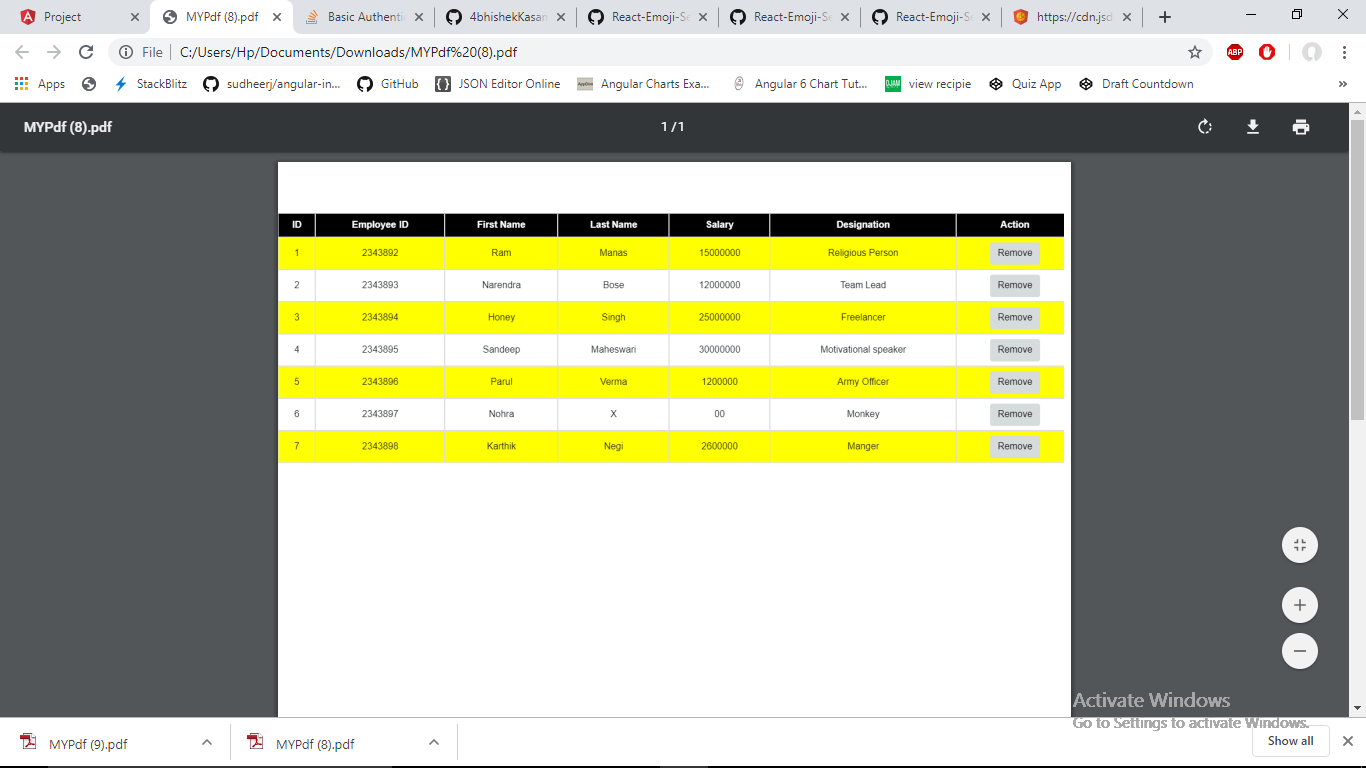 Project
MYPdf (8).pdf
Basic Authenti
4bhishekKasam
React-Emoji-Se
React-Emoji-Se
React-Emoji-S
https://cdn.jsd
File
C:/Users/Hp/Documents/Downloads/MYPdf%20(8).pdf
ABP
Apps
StackBlitz
sudheerj/angular-in...
GitHub
JSON Editor Online
Angular Charts Exa...
Angular 6 Chart Tut...
view recipie
Quiz App
Draft Countdown
MYPdf (8).pdf
1 / 1
ID Employee ID First Name Last Name Salary Designation Action
1 2343892 Ram Manas 15000000 Religious Person Remove
2 2343893 Narendra Bose 12000000 Team Lead Remove
3 2343894 Honey Singh 25000000 Freelancer Remove
4 2343895 Sandeep Maheswari 30000000 Motivational speaker Remove
5 2343896 Parul Verma 1200000 Army Officer Remove
6 2343897 Nohra X 00 Monkey Remove
7 2343898 Karthik Negi 2600000 Manger Remove
Activate Windows
Go to Settings to activate Windows.
MYPdf (9).pdf
MYPdf (8).pdf
Show all